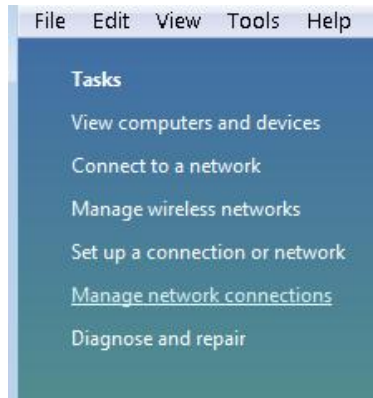 File Edit View Tools Help
Tasks
View computers and devices
Connect to a network
Manage wireless networks
Set up a connection or network
Manage network connections
Diagnose and repair